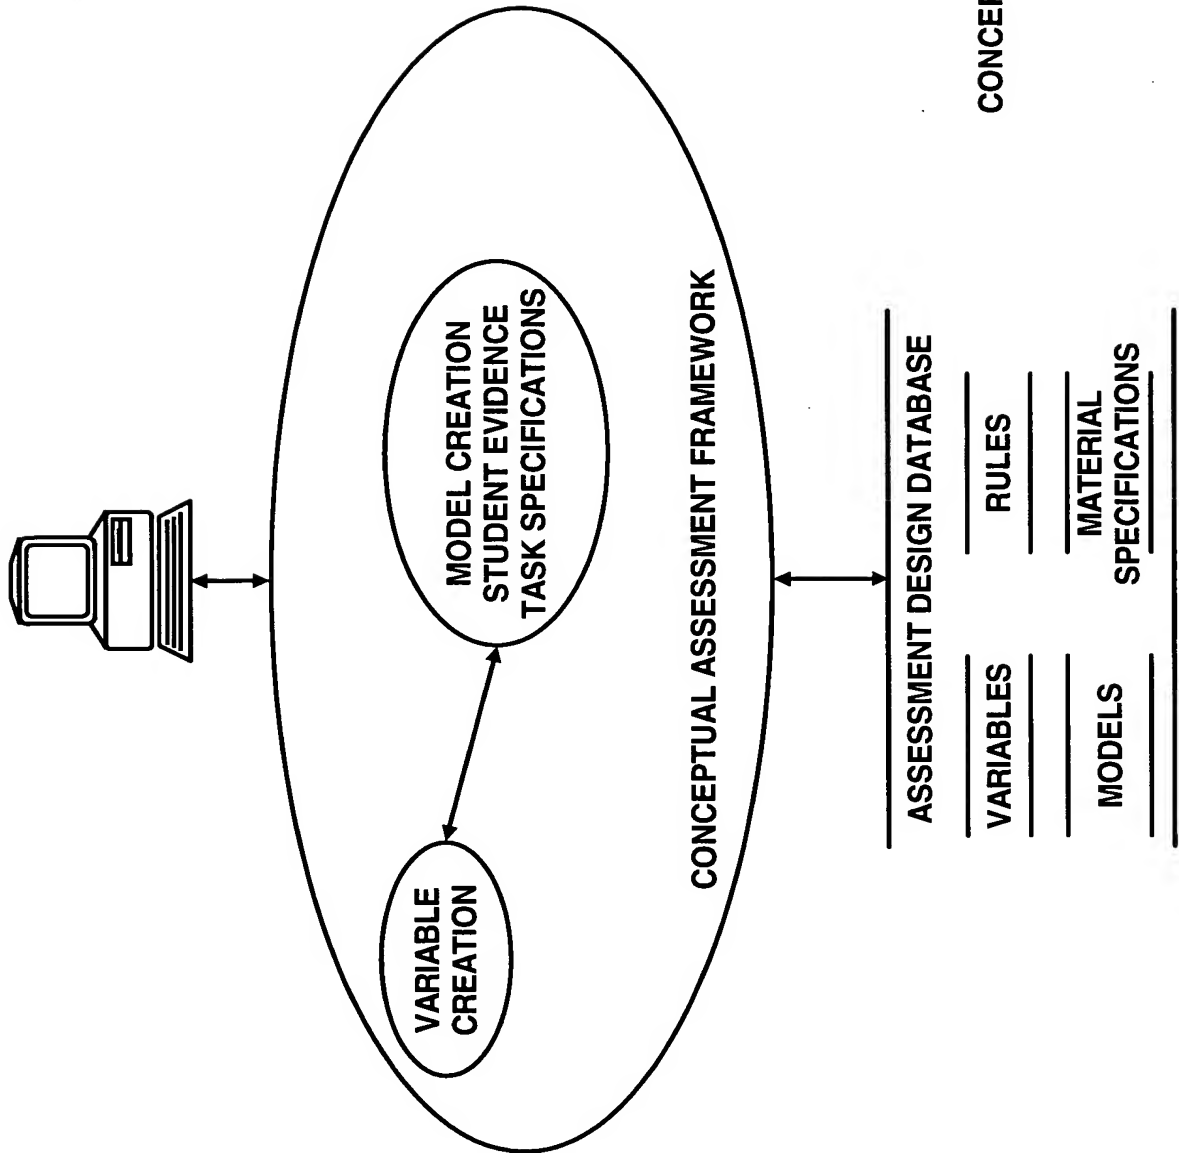 VARIABLE
CREATION
MODEL CREATION
STUDENT EVIDENCE
TASK SPECIFICATIONS
CONCEPTUAL ASSESSMENT FRAMEWORK
ASSESSMENT DESIGN DATABASE
VARIABLES
RULES
MODELS
MATERIAL
SPECIFICATIONS